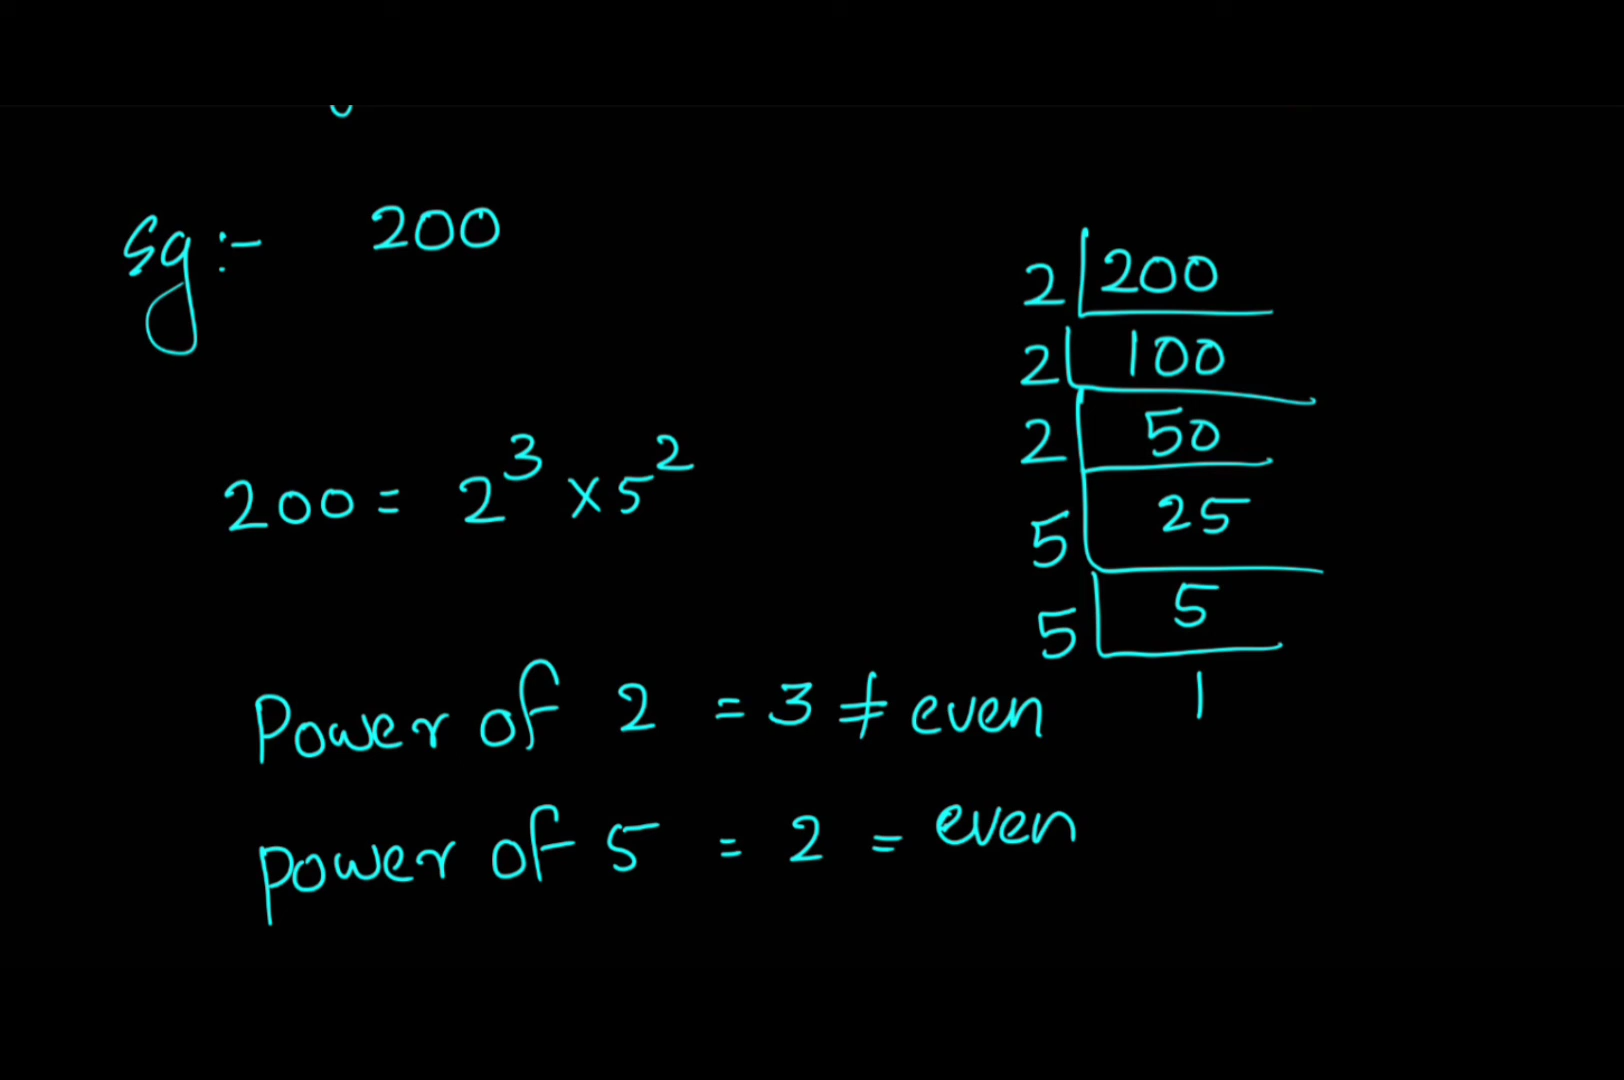 Eg:- 200
2 200
2 100
2 50
5 25
5 5
1
200 = 2³ × 5²
Power of 2 = 3 ≠ even
Power of 5 = 2 = even